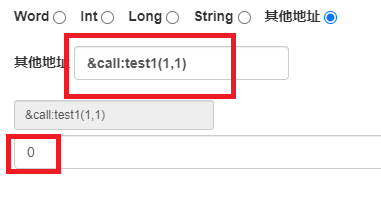 Word Int Long String 其他地址
其他地址 &call:test1(1,1)
&call:test1(1,1)
0